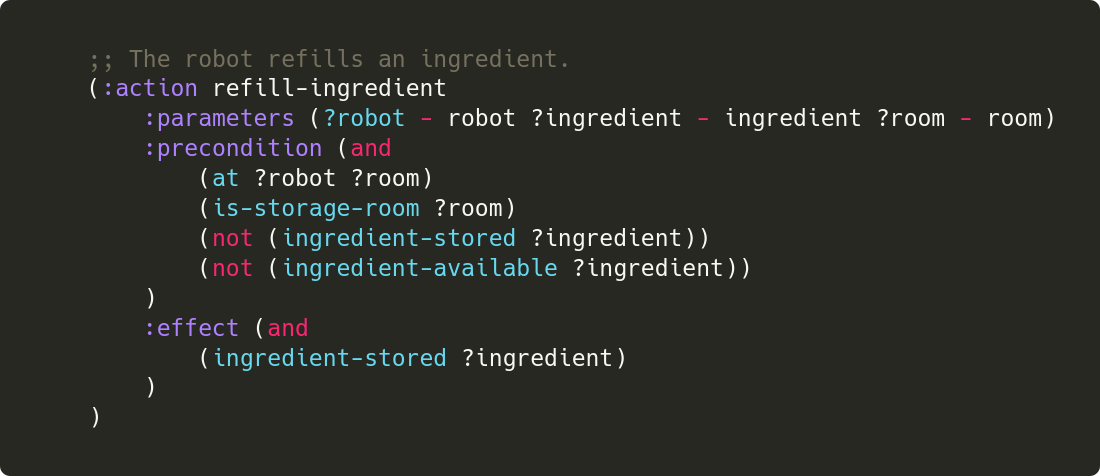 ;; The robot refills an ingredient.
(:action refill-ingredient
    :parameters (?robot - robot ?ingredient - ingredient ?room - room)
    :precondition (and
        (at ?robot ?room)
        (is-storage-room ?room)
        (not (ingredient-stored ?ingredient))
        (not (ingredient-available ?ingredient))
    )
    :effect (and
        (ingredient-stored ?ingredient)
    )
)